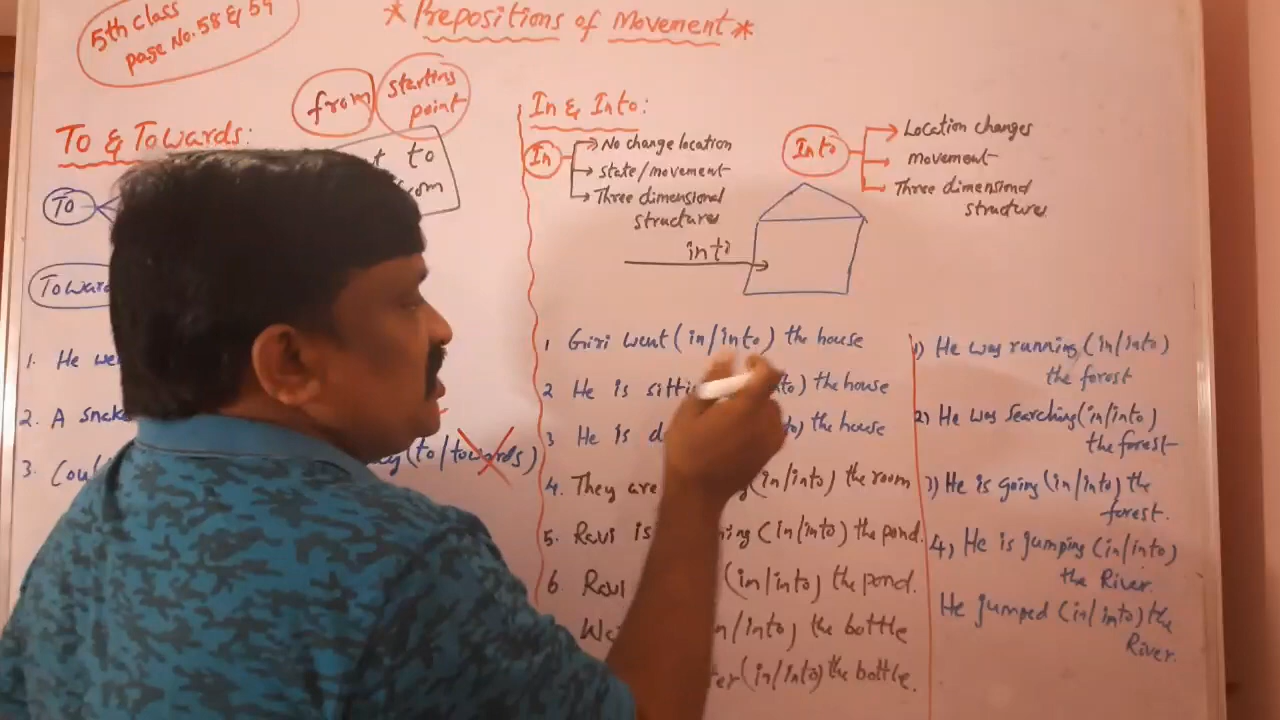 5th class
page No. 58 & 59
*Prepositions of Movement*
from
starting
point
To & Towards:
to
To
1. He
2. A
3.
(to/towards)
In & Into:
In
No change location
state/movement
Three dimensional
structures
Into
Location changes
movement
Three dimensional
structures
into
1 Giri went (in/into) the house
2 He is the house
3 He is the house
4. They are (in/into) the room
5. Ravi is (in/into) the pond.
6. Ravi (in/into) the pond.
in/into) the bottle
(in/into) the bottle.
1) He was running (in/into)
the forest
2) He was searching (in/into)
the forest
3) He is going (in/into) the
forest.
4) He is jumping (in/into)
the River.
He jumped (in/into) the
River.